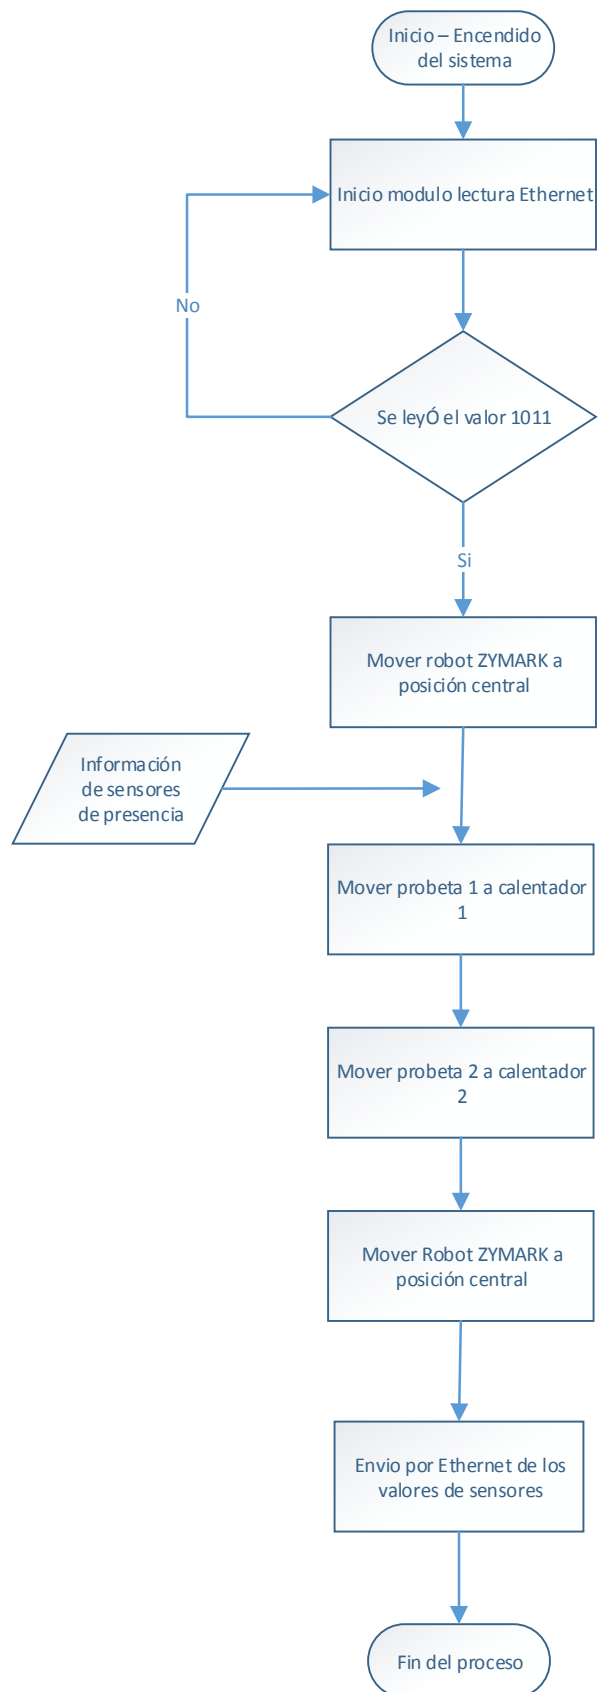 Inicio – Encendido
del sistema
Inicio modulo lectura Ethernet
No
Se leyÓ el valor 1011
Si
Mover robot ZYMARK a
posición central
Información
de sensores
de presencia
Mover probeta 1 a calentador
1
Mover probeta 2 a calentador
2
Mover Robot ZYMARK a
posición central
Envio por Ethernet de los
valores de sensores
Fin del proceso